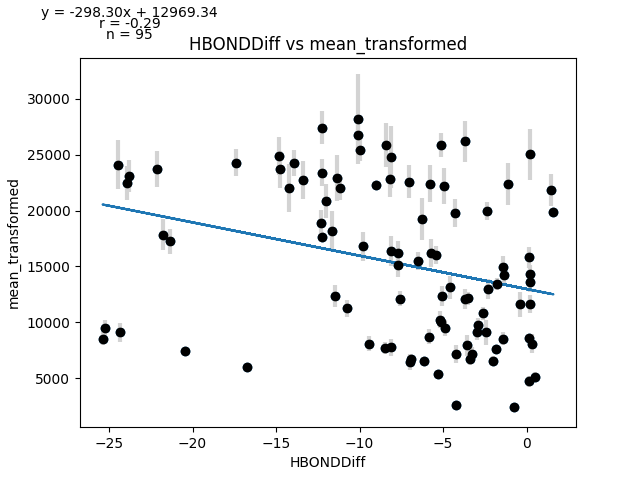 y = -298.30x + 12969.34
r = -0.29
n = 95
HBONDDiff vs mean_transformed
30000
25000
20000
15000
10000
5000
mean_transformed
−25
−20
−15
−10
−5
0
HBONDDiff